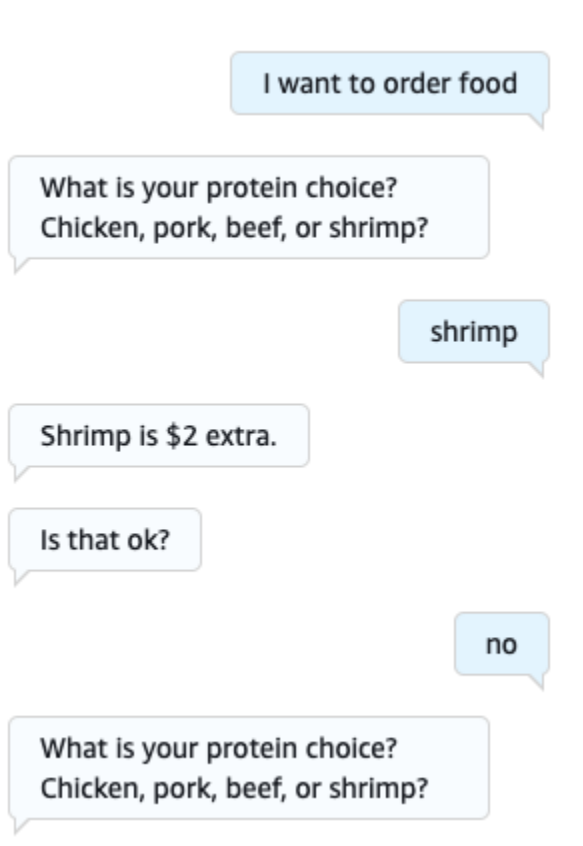 I want to order food
What is your protein choice?
Chicken, pork, beef, or shrimp?
shrimp
Shrimp is $2 extra.
Is that ok?
no
What is your protein choice?
Chicken, pork, beef, or shrimp?